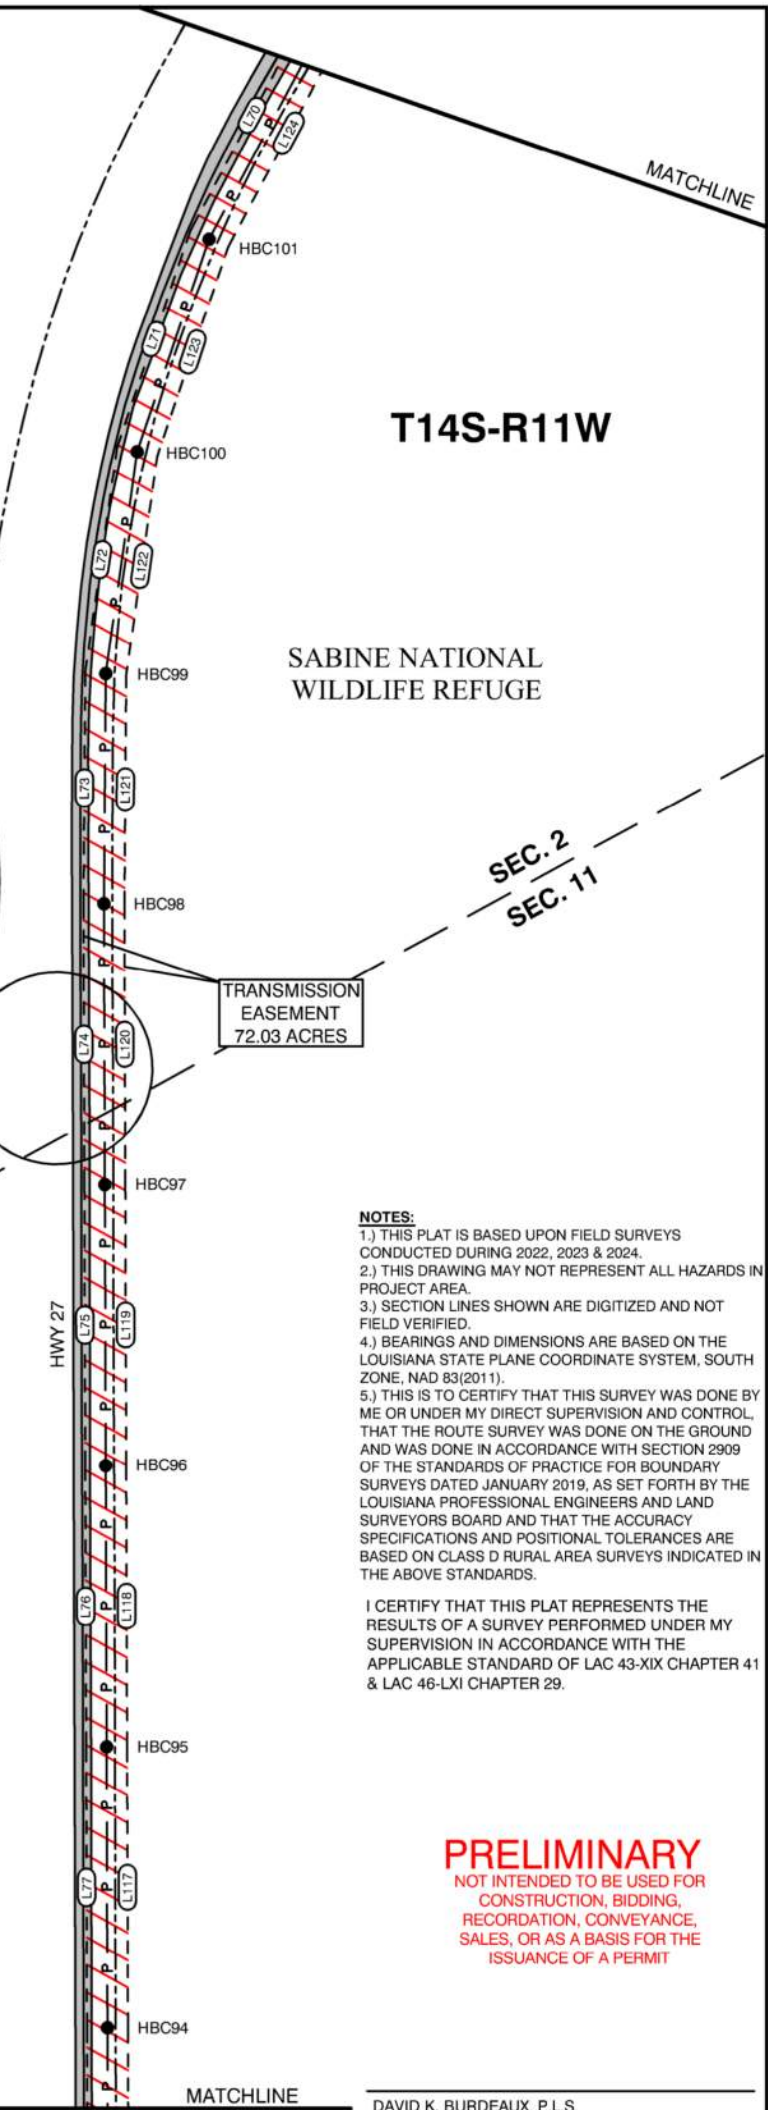 MATCHLINE
L70
L124
P
P
HBC101
P
L71
L123
P
T14S-R11W
HBC100
P
L72
L122
P
SABINE NATIONAL
WILDLIFE REFUGE
HBC99
P
L73
L121
P
SEC. 2
SEC. 11
HBC98
P
TRANSMISSION
EASEMENT
72.03 ACRES
L74
P
L120
P
HBC97
P
NOTES:
1.) THIS PLAT IS BASED UPON FIELD SURVEYS
CONDUCTED DURING 2022, 2023 & 2024.
2.) THIS DRAWING MAY NOT REPRESENT ALL HAZARDS IN
PROJECT AREA.
3.) SECTION LINES SHOWN ARE DIGITIZED AND NOT
FIELD VERIFIED.
4.) BEARINGS AND DIMENSIONS ARE BASED ON THE
LOUISIANA STATE PLANE COORDINATE SYSTEM, SOUTH
ZONE, NAD 83(2011).
5.) THIS IS TO CERTIFY THAT THIS SURVEY WAS DONE BY
ME OR UNDER MY DIRECT SUPERVISION AND CONTROL,
THAT THE ROUTE SURVEY WAS DONE ON THE GROUND
AND WAS DONE IN ACCORDANCE WITH SECTION 2909
OF THE STANDARDS OF PRACTICE FOR BOUNDARY
SURVEYS DATED JANUARY 2019, AS SET FORTH BY THE
LOUISIANA PROFESSIONAL ENGINEERS AND LAND
SURVEYORS BOARD AND THAT THE ACCURACY
SPECIFICATIONS AND POSITIONAL TOLERANCES ARE
BASED ON CLASS D RURAL AREA SURVEYS INDICATED IN
THE ABOVE STANDARDS.
I CERTIFY THAT THIS PLAT REPRESENTS THE
RESULTS OF A SURVEY PERFORMED UNDER MY
SUPERVISION IN ACCORDANCE WITH THE
APPLICABLE STANDARD OF LAC 43-XIX CHAPTER 41
& LAC 46-LXI CHAPTER 29.
HWY 27
L75
P
L119
P
HBC96
P
L76
P
L118
P
HBC95
P
L77
P
L117
P
PRELIMINARY
NOT INTENDED TO BE USED FOR
CONSTRUCTION, BIDDING,
RECORDATION, CONVEYANCE,
SALES, OR AS A BASIS FOR THE
ISSUANCE OF A PERMIT
HBC94
P
MATCHLINE
DAVID K. BURDEAUX, P.L.S.